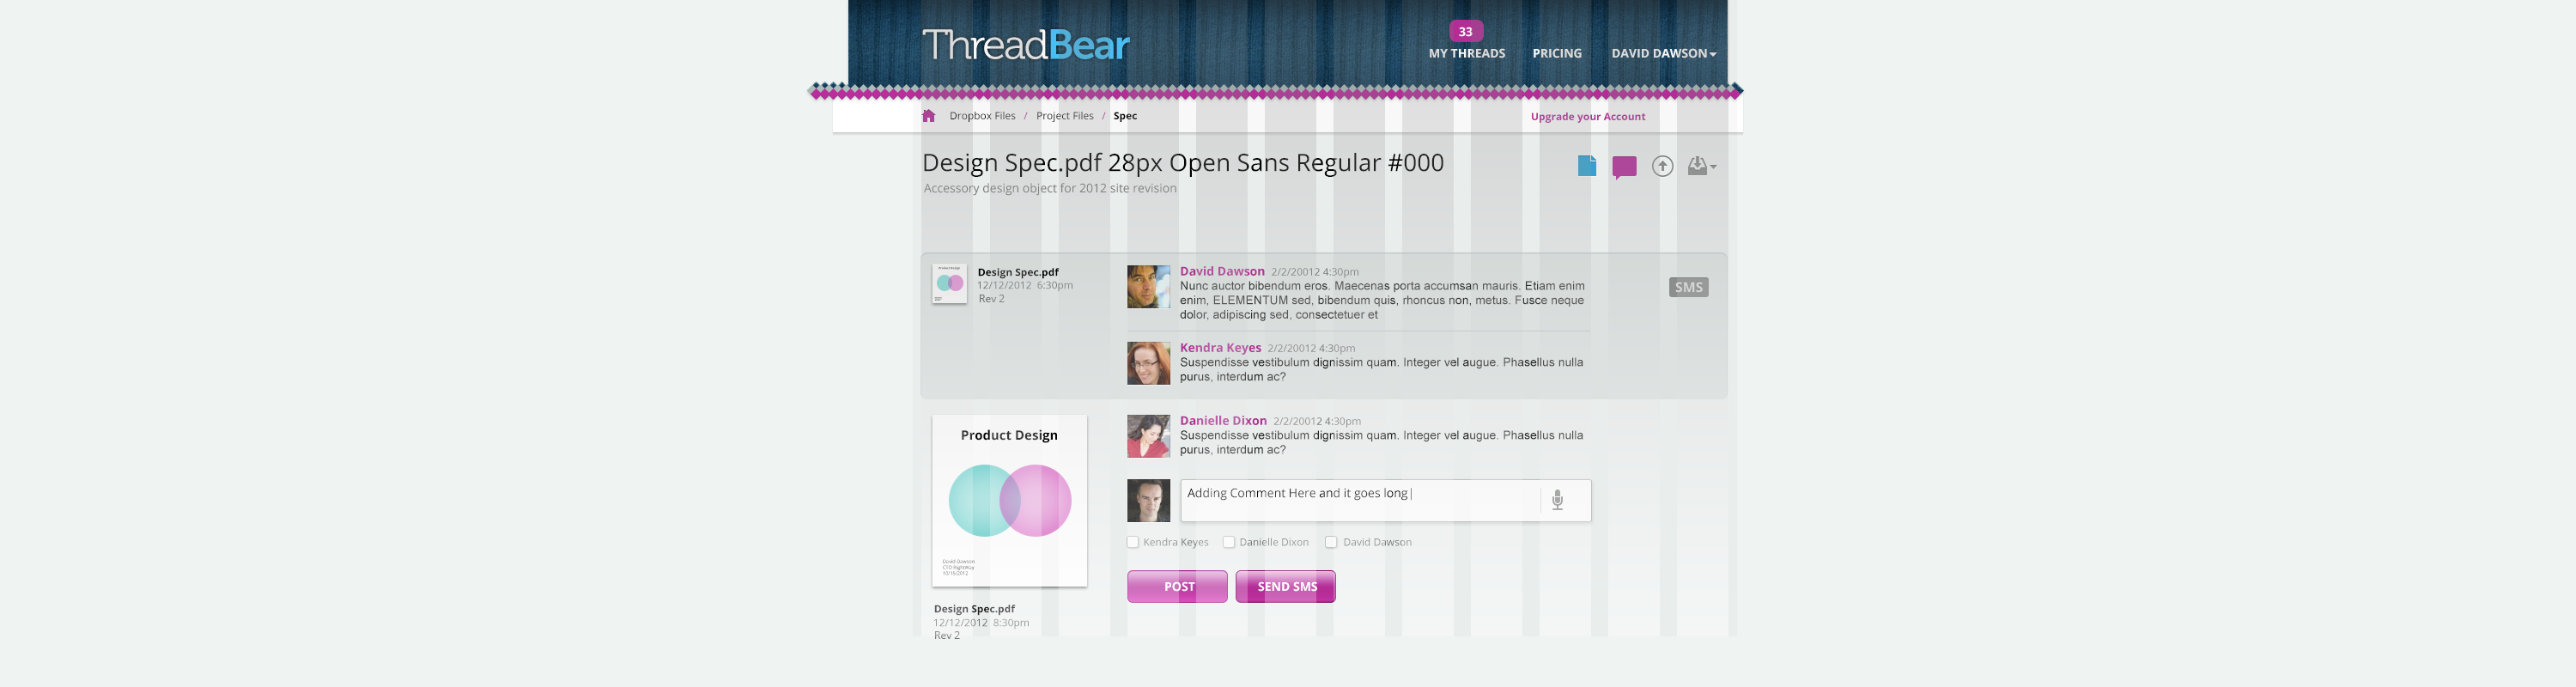 ThreadBear
33
MY THREADS PRICING DAVID DAWSON
Dropbox Files / Project Files / Spec
Upgrade your Account
Design Spec.pdf 28px Open Sans Regular #000
Accessory design object for 2012 site revision
Product Design
Design Spec.pdf
12/12/2012 6:30pm
Rev 2
David Dawson 2/2/20012 4:30pm
Nunc auctor bibendum eros. Maecenas porta accumsan mauris. Etiam enim
enim, ELEMENTUM sed, bibendum quis, rhoncus non, metus. Fusce neque
dolor, adipiscing sed, consectetuer et
SMS
Kendra Keyes 2/2/20012 4:30pm
Suspendisse vestibulum dignissim quam. Integer vel augue. Phasellus nulla
purus, interdum ac?
Product Design
David Dawson
10/10/2012
Design Spec.pdf
12/12/2012 8:30pm
Rev 2
Danielle Dixon 2/2/20012 4:30pm
Suspendisse vestibulum dignissim quam. Integer vel augue. Phasellus nulla
purus, interdum ac?
Adding Comment Here and it goes long
Kendra Keyes Danielle Dixon David Dawson
POST SEND SMS